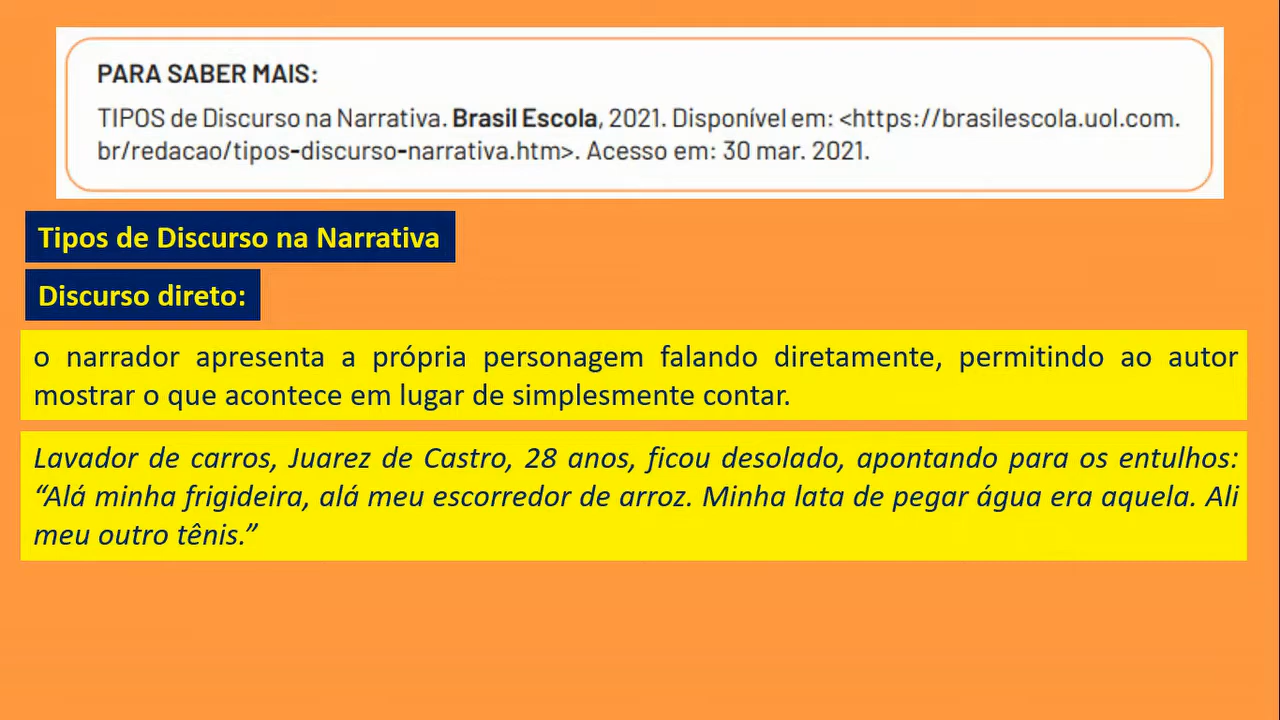 PARA SABER MAIS:
TIPOS de Discurso na Narrativa. Brasil Escola, 2021. Disponível em: <https://brasilescola.uol.com.
br/redacao/tipos-discurso-narrativa.htm>. Acesso em: 30 mar. 2021.
Tipos de Discurso na Narrativa
Discurso direto:
o narrador apresenta a própria personagem falando diretamente, permitindo ao autor
mostrar o que acontece em lugar de simplesmente contar.
Lavador de carros, Juarez de Castro, 28 anos, ficou desolado, apontando para os entulhos:
“Alá minha frigideira, alá meu escorredor de arroz. Minha lata de pegar água era aquela. Ali
meu outro tênis.”